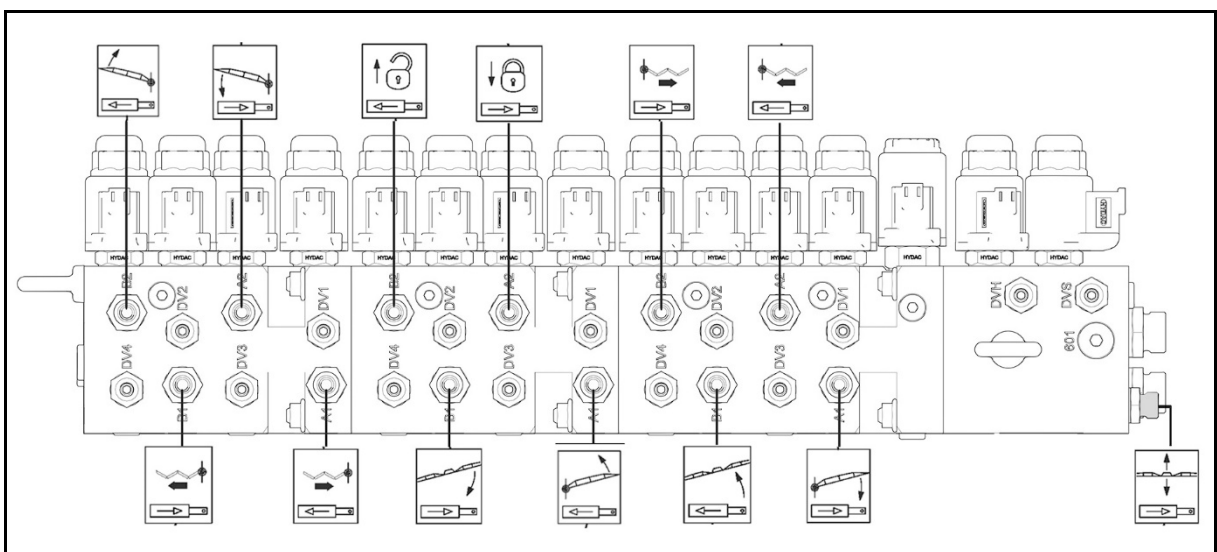 HYDAC HYDAC HYDAC HYDAC HYDAC HYDAC HYDAC HYDAC HYDAC HYDAC HYDAC HYDAC HYDAC HYDAC
B2 DV2 A2 DV1 B2 DV2 A2 DV1 B2 DV2 A2 DV1 DVH DVS
DV4 DV3 DV4 DV3 DV4 DV3 601
B1 A1 B1 A1 B1 A1